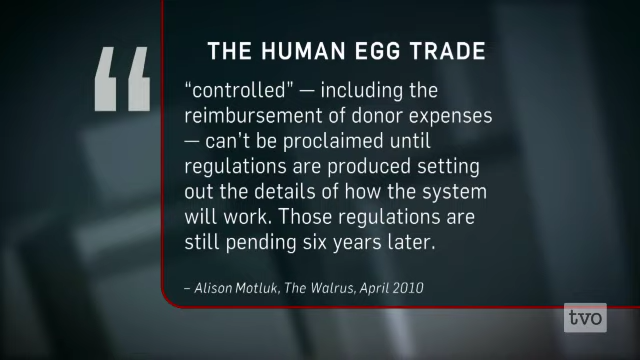 THE HUMAN EGG TRADE
“controlled” — including the
reimbursement of donor expenses
— can’t be proclaimed until
regulations are produced setting
out the details of how the system
will work. Those regulations are
still pending six years later.
– Alison Motluk, The Walrus, April 2010
tvo